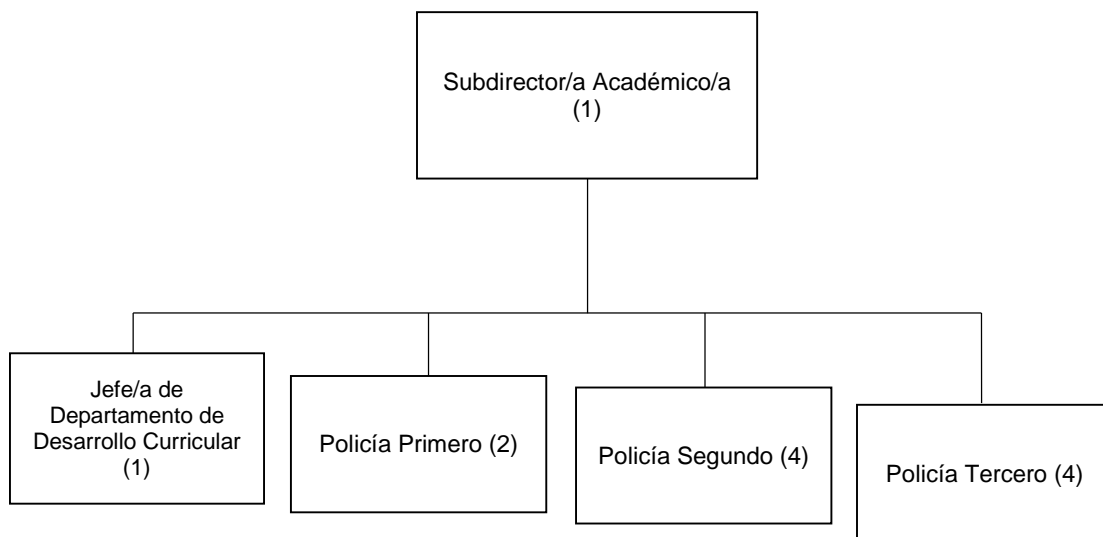 Subdirector/a Académico/a
(1)
Jefe/a de
Departamento de
Desarrollo Curricular
(1)
Policía Primero (2)
Policía Segundo (4)
Policía Tercero (4)